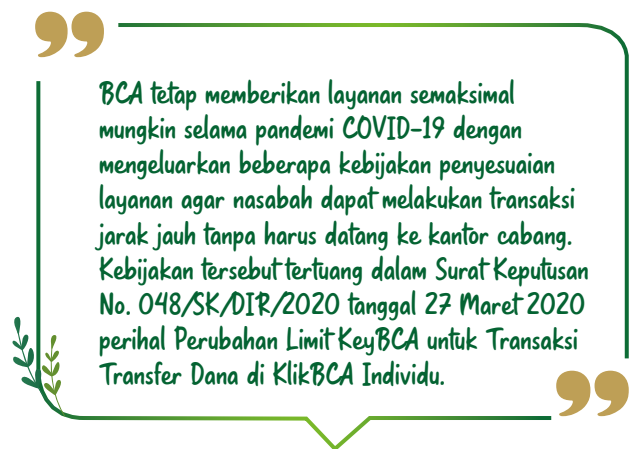 BCA tetap memberikan layanan semaksimal
mungkin selama pandemi COVID-19 dengan
mengeluarkan beberapa kebijakan penyesuaian
layanan agar nasabah dapat melakukan transaksi
jarak jauh tanpa harus datang ke kantor cabang.
Kebijakan tersebut tertuang dalam Surat Keputusan
No. 048/SK/DIR/2020 tanggal 27 Maret 2020
perihal Perubahan Limit KeyBCA untuk Transaksi
Transfer Dana di KlikBCA Individu.